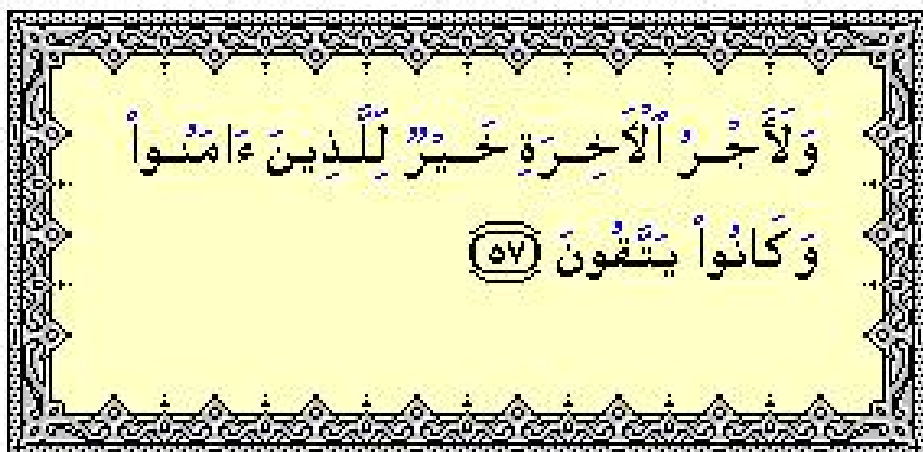 وَلَأَجْرُ ٱلْأَخِرَةِ خَيْرٌ لِّلَّذِينَ ءَامَنُوا۟
وَكَانُوا۟ يَتَّقُونَ ٥٧